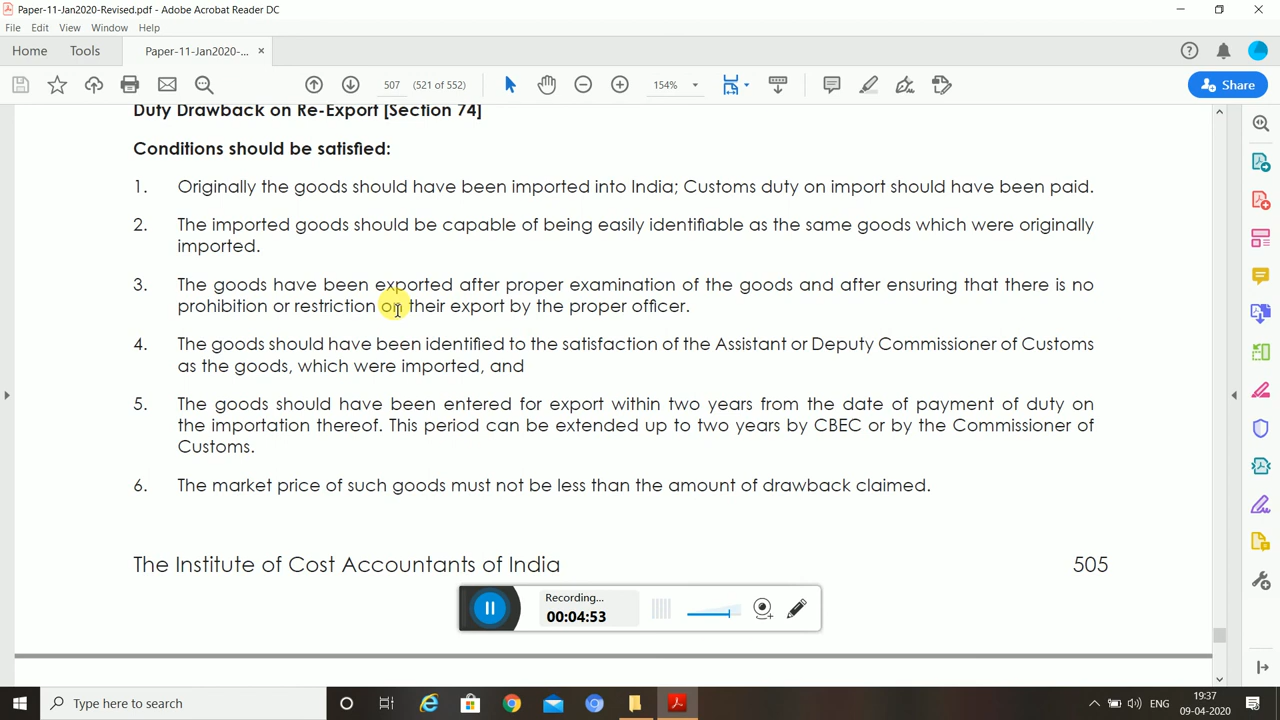 Paper-11-Jan2020-Revised.pdf - Adobe Acrobat Reader DC
File Edit View Window Help
Home Tools Paper-11-Jan2020-... ×
507 (521 of 552) 154% Share
Duty Drawback on Re-Export [Section 74]
Conditions should be satisfied:
1. Originally the goods should have been imported into India; Customs duty on import should have been paid.
2. The imported goods should be capable of being easily identifiable as the same goods which were originally
imported.
3. The goods have been exported after proper examination of the goods and after ensuring that there is no
prohibition or restriction on their export by the proper officer.
4. The goods should have been identified to the satisfaction of the Assistant or Deputy Commissioner of Customs
as the goods, which were imported, and
5. The goods should have been entered for export within two years from the date of payment of duty on
the importation thereof. This period can be extended up to two years by CBEC or by the Commissioner of
Customs.
6. The market price of such goods must not be less than the amount of drawback claimed.
The Institute of Cost Accountants of India 505
Recording...
00:04:53
Type here to search
ENG
19:37
09-04-2020